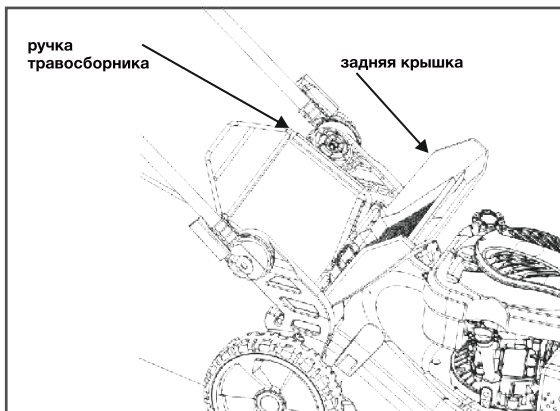 ручка
травосборника
задняя крышка